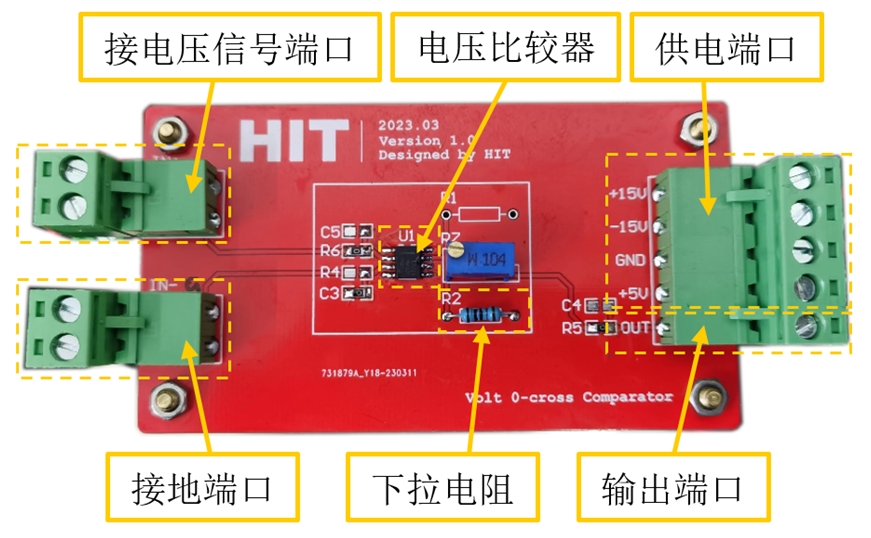 接电压信号端口
电压比较器
供电端口
HIT
2023.03
Version 1.0
Designed by HIT
R1
+15V
-15V
GND
+5V
OUT
C5
R6
R4
C3
U1
W 104
R2
C4
R5
IN-
731879A_Y18-230311
Volt 0-cross Comparator
接地端口
下拉电阻
输出端口